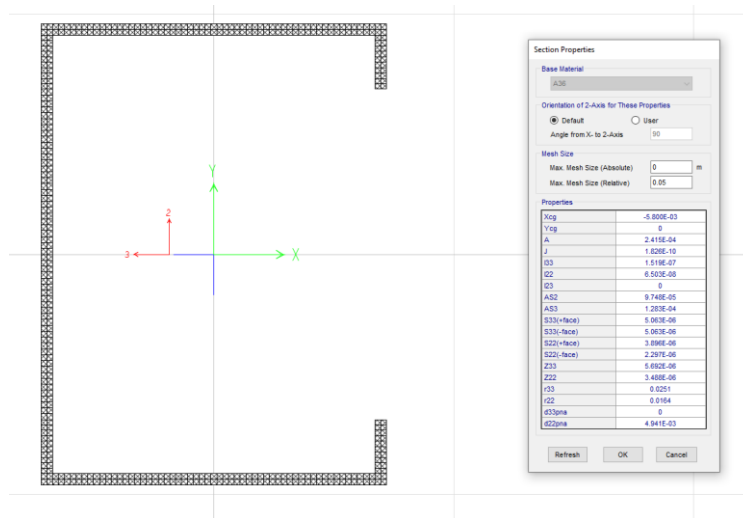 Y
2
3
X
Section Properties
Base Material
A36
Orientation of 2-Axis for These Properties
Default User
Angle from X- to 2-Axis 90
Mesh Size
Max. Mesh Size (Absolute) 0 m
Max. Mesh Size (Relative) 0.05
Properties
Xcg -5.800E-03
Ycg 0
A 2.415E-04
J 1.826E-10
I33 1.519E-07
I22 6.503E-08
I23 0
AS2 9.748E-05
AS3 1.283E-04
S33(+face) 5.063E-06
S33(-face) 5.063E-06
S22(+face) 3.896E-06
S22(-face) 2.297E-06
Z33 5.692E-06
Z22 3.488E-06
r33 0.0251
r22 0.0164
d33pna 0
d22pna 4.941E-03
Refresh OK Cancel